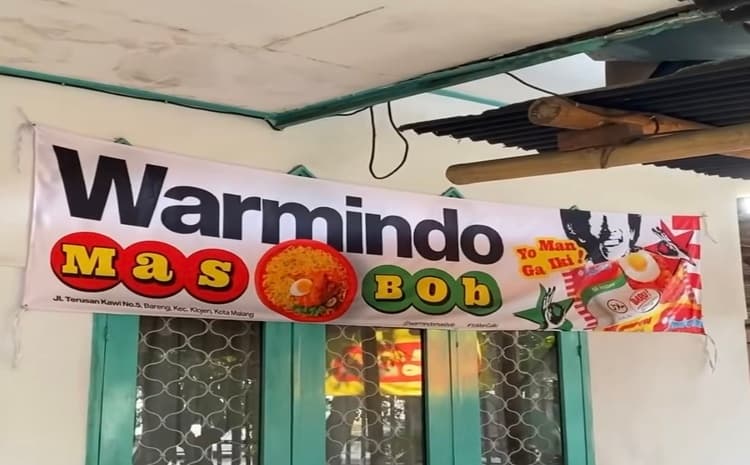 Warmindo
Mas Bob
Yo Man
Ga Iki!
Jl. Terusan Kawi No.5, Bareng, Kec. Klojen, Kota Malang